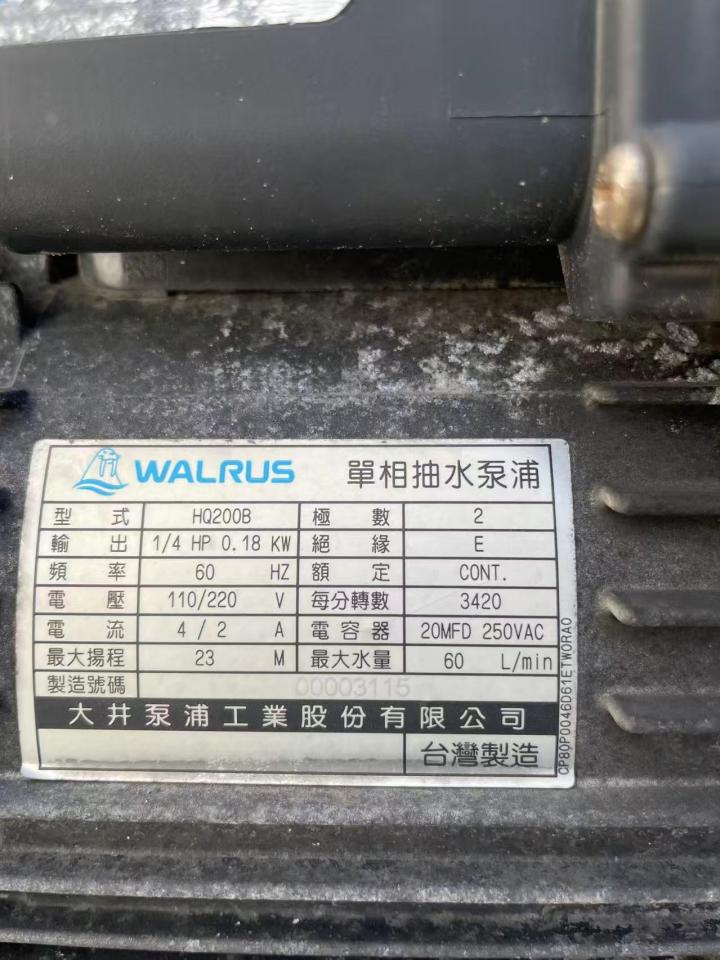 WALRUS 單相抽水泵浦
型式 HQ200B 極數 2
輸出 1/4 HP 0.18 KW 絕緣 E
頻率 60 HZ 額定 CONT.
電壓 110/220 V 每分轉數 3420
電流 4 / 2 A 電容器 20MFD 250VAC
最大揚程 23 M 最大水量 60 L/min
製造號碼 00003115
大井泵浦工業股份有限公司
台灣製造
CP80P0046D61ETW0RA0